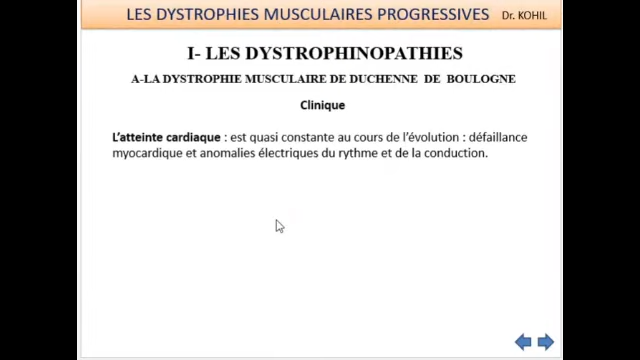 LES DYSTROPHIES MUSCULAIRES PROGRESSIVES Dr. KOHIL
I- LES DYSTROPHINOPATHIES
A-LA DYSTROPHIE MUSCULAIRE DE DUCHENNE DE BOULOGNE
Clinique
L'atteinte cardiaque : est quasi constante au cours de l'évolution : défaillance
myocardique et anomalies électriques du rythme et de la conduction.